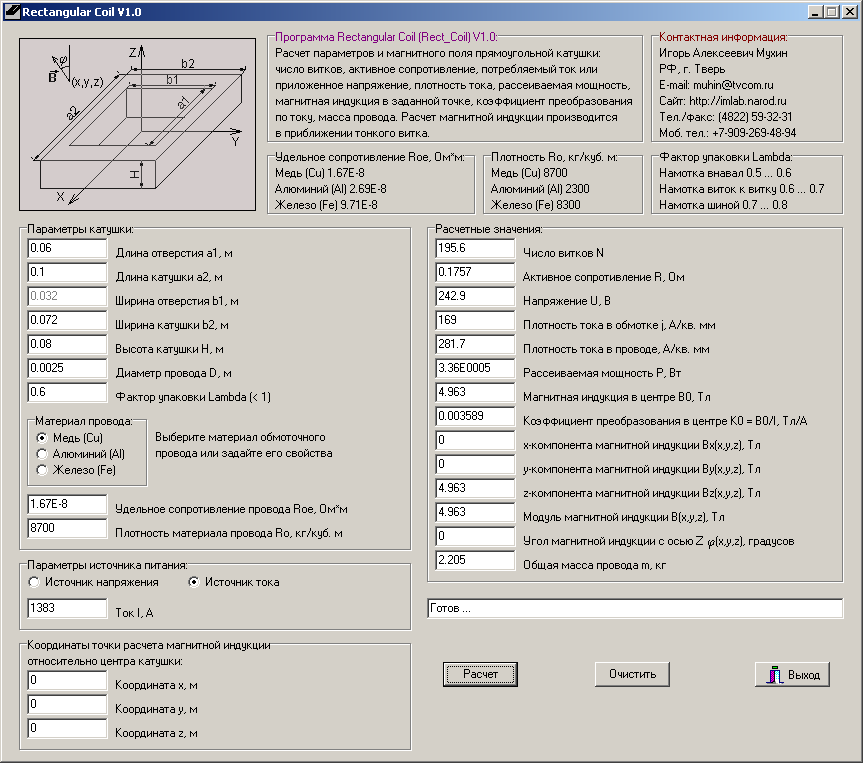 Rectangular Coil V1.0
Z
b2
b1
φ
B
(x,y,z)
a2
a1
Y
H
X
Программа Rectangular Coil (Rect_Coil) V1.0:
Расчет параметров и магнитного поля прямоугольной катушки:
число витков, активное сопротивление, потребляемый ток или
приложенное напряжение, плотность тока, рассеиваемая мощность,
магнитная индукция в заданной точке, коэффициент преобразования
по току, масса провода. Расчет магнитной индукции производится
в приближении тонкого витка.
Контактная информация:
Игорь Алексеевич Мухин
РФ, г. Тверь
E-mail: muhin@tvcom.ru
Сайт: http://imlab.narod.ru
Тел./факс: (4822) 59-32-31
Моб. тел.: +7-909-269-48-94
Удельное сопротивление Roe, Ом*м:
Медь (Cu) 1.67E-8
Алюминий (Al) 2.69E-8
Железо (Fe) 9.71E-8
Плотность Ro, кг/куб. м:
Медь (Cu) 8700
Алюминий (Al) 2300
Железо (Fe) 8300
Фактор упаковки Lambda:
Намотка внавал 0.5 ... 0.6
Намотка виток к витку 0.6 ... 0.7
Намотка шиной 0.7 ... 0.8
Параметры катушки:
0.06 Длина отверстия a1, м
0.1 Длина катушки a2, м
0.032 Ширина отверстия b1, м
0.072 Ширина катушки b2, м
0.08 Высота катушки H, м
0.0025 Диаметр провода D, м
0.6 Фактор упаковки Lambda (< 1)
Материал провода:
Медь (Cu)
Алюминий (Al)
Железо (Fe)
Выберите материал обмоточного
провода или задайте его свойства
1.67E-8 Удельное сопротивление провода Roe, Ом*м
8700 Плотность материала провода Ro, кг/куб. м
Параметры источника питания:
Источник напряжения Источник тока
1383 Ток I, А
Координаты точки расчета магнитной индукции
относительно центра катушки:
0 Координата x, м
0 Координата y, м
0 Координата z, м
Расчетные значения:
195.6 Число витков N
0.1757 Активное сопротивление R, Ом
242.9 Напряжение U, В
169 Плотность тока в обмотке j, А/кв. мм
281.7 Плотность тока в проводе, А/кв. мм
3.36E0005 Рассеиваемая мощность P, Вт
4.963 Магнитная индукция в центре B0, Тл
0.003589 Коэффициент преобразования в центре K0 = B0/I, Тл/А
0 x-компонента магнитной индукции Bx(x,y,z), Тл
0 y-компонента магнитной индукции By(x,y,z), Тл
4.963 z-компонента магнитной индукции Bz(x,y,z), Тл
4.963 Модуль магнитной индукции B(x,y,z), Тл
0 Угол магнитной индукции с осью Z φ(x,y,z), градусов
2.205 Общая масса провода m, кг
Готов ...
Расчет
Очистить
Выход